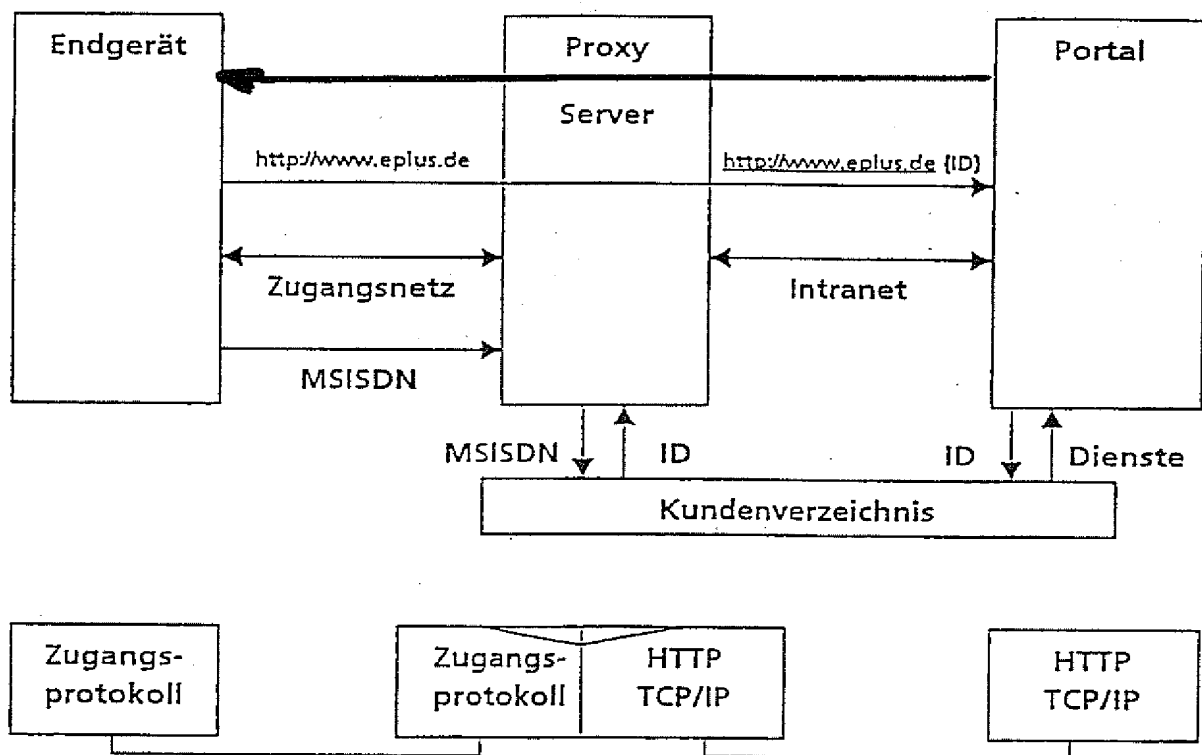 Endgerät
Proxy
Server
Portal
http://www.eplus.de
http://www.eplus.de {ID}
Zugangsnetz
Intranet
MSISDN
MSISDN
ID
ID
Dienste
Kundenverzeichnis
Zugangs-
protokoll
Zugangs-
protokoll
HTTP
TCP/IP
HTTP
TCP/IP